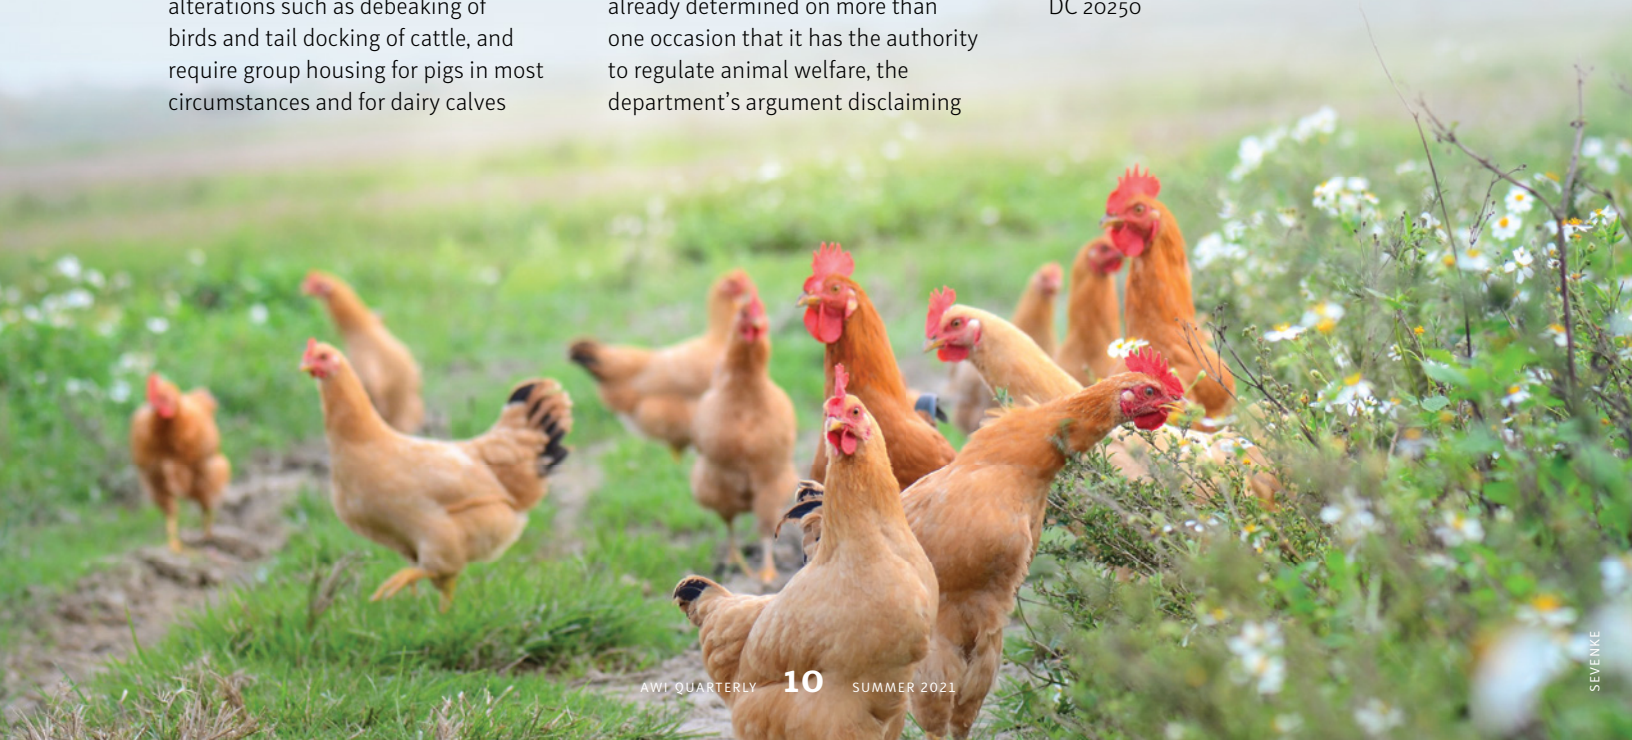 alterations such as debeaking of
birds and tail docking of cattle, and
require group housing for pigs in most
circumstances and for dairy calves
already determined on more than
one occasion that it has the authority
to regulate animal welfare, the
department’s argument disclaiming
DC 20250
SEVENKE
AWI QUARTERLY 10 SUMMER 2021